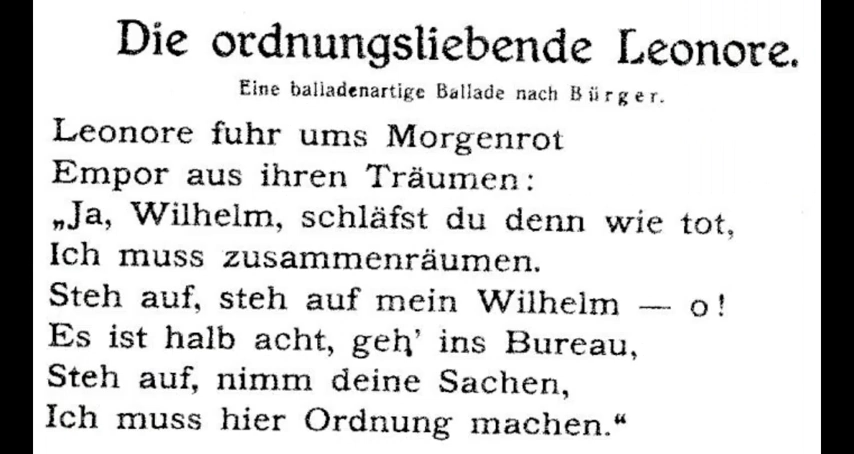 Die ordnungsliebende Leonore.
Eine balladenartige Ballade nach Bürger.
Leonore fuhr ums Morgenrot
Empor aus ihren Träumen:
„Ja, Wilhelm, schläfst du denn wie tot,
Ich muss zusammenräumen.
Steh auf, steh auf mein Wilhelm — o!
Es ist halb acht, geh' ins Bureau,
Steh auf, nimm deine Sachen,
Ich muss hier Ordnung machen.“